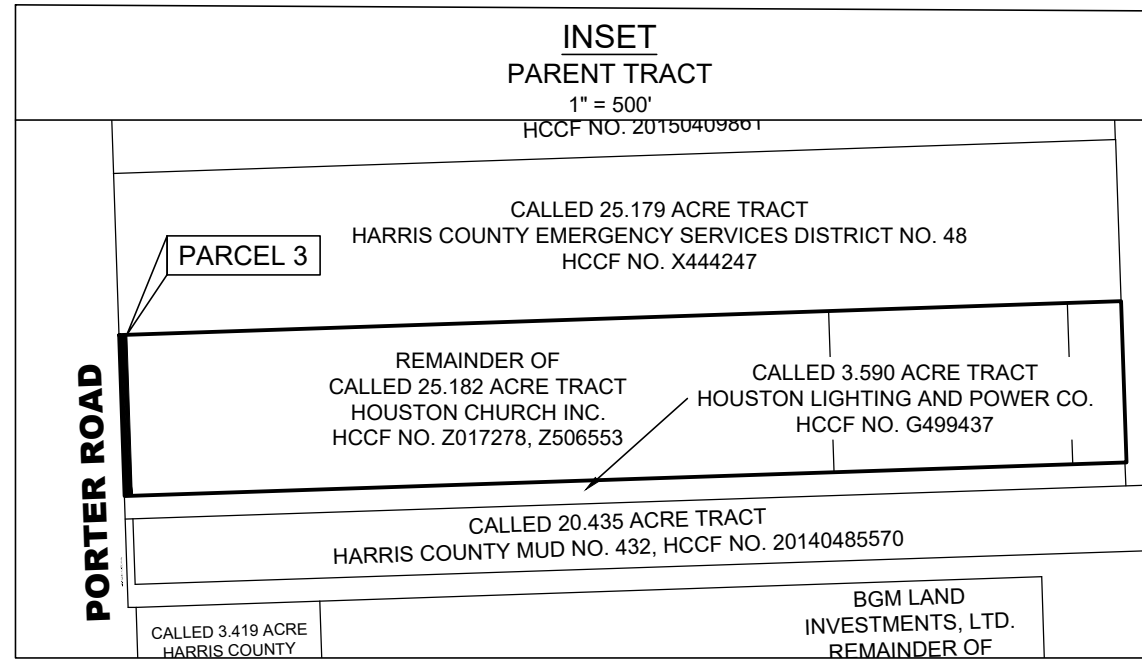 INSET
PARENT TRACT
1" = 500'
HCCF NO. 20150409861
CALLED 25.179 ACRE TRACT
HARRIS COUNTY EMERGENCY SERVICES DISTRICT NO. 48
HCCF NO. X444247
PARCEL 3
REMAINDER OF
CALLED 25.182 ACRE TRACT
HOUSTON CHURCH INC.
HCCF NO. Z017278, Z506553
CALLED 3.590 ACRE TRACT
HOUSTON LIGHTING AND POWER CO.
HCCF NO. G499437
PORTER ROAD
CALLED 20.435 ACRE TRACT
HARRIS COUNTY MUD NO. 432, HCCF NO. 20140485570
CALLED 3.419 ACRE
HARRIS COUNTY
BGM LAND
INVESTMENTS, LTD.
REMAINDER OF